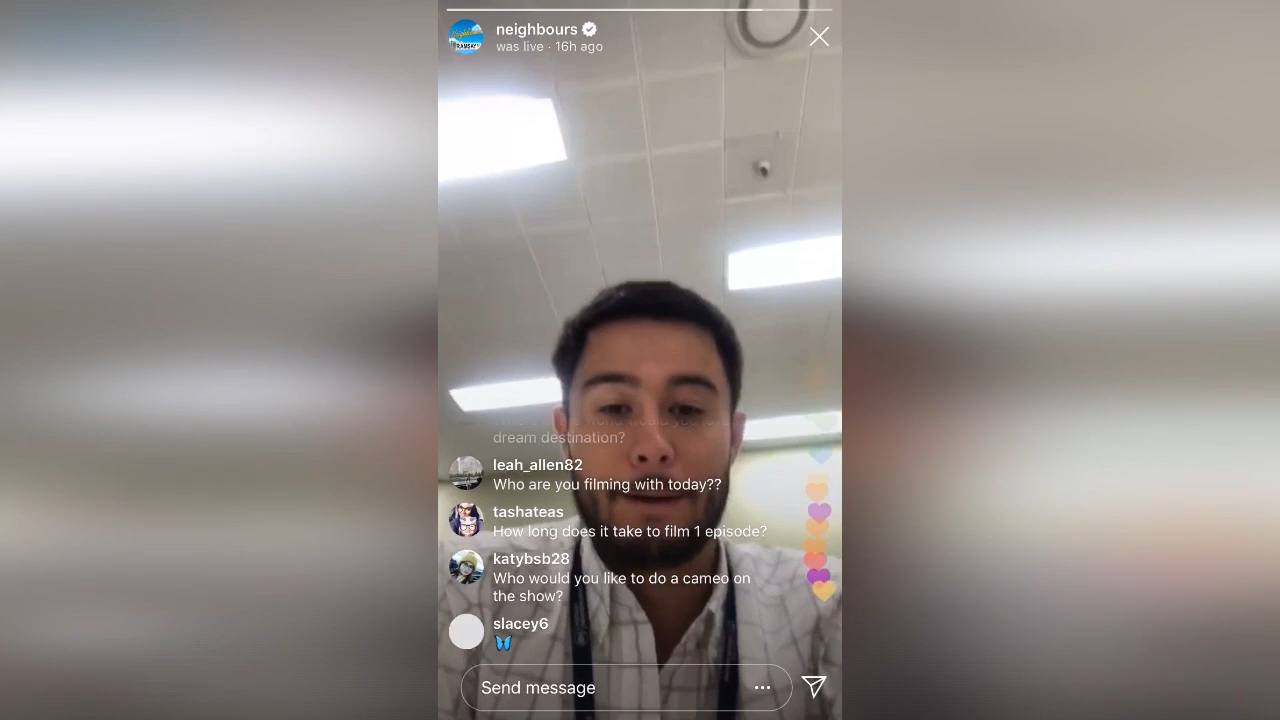 neighbours
was live · 16h ago
RAMSAY
dream destination?
leah_allen82
Who are you filming with today??
tashateas
How long does it take to film 1 episode?
katybsb28
Who would you like to do a cameo on
the show?
slacey6
Send message